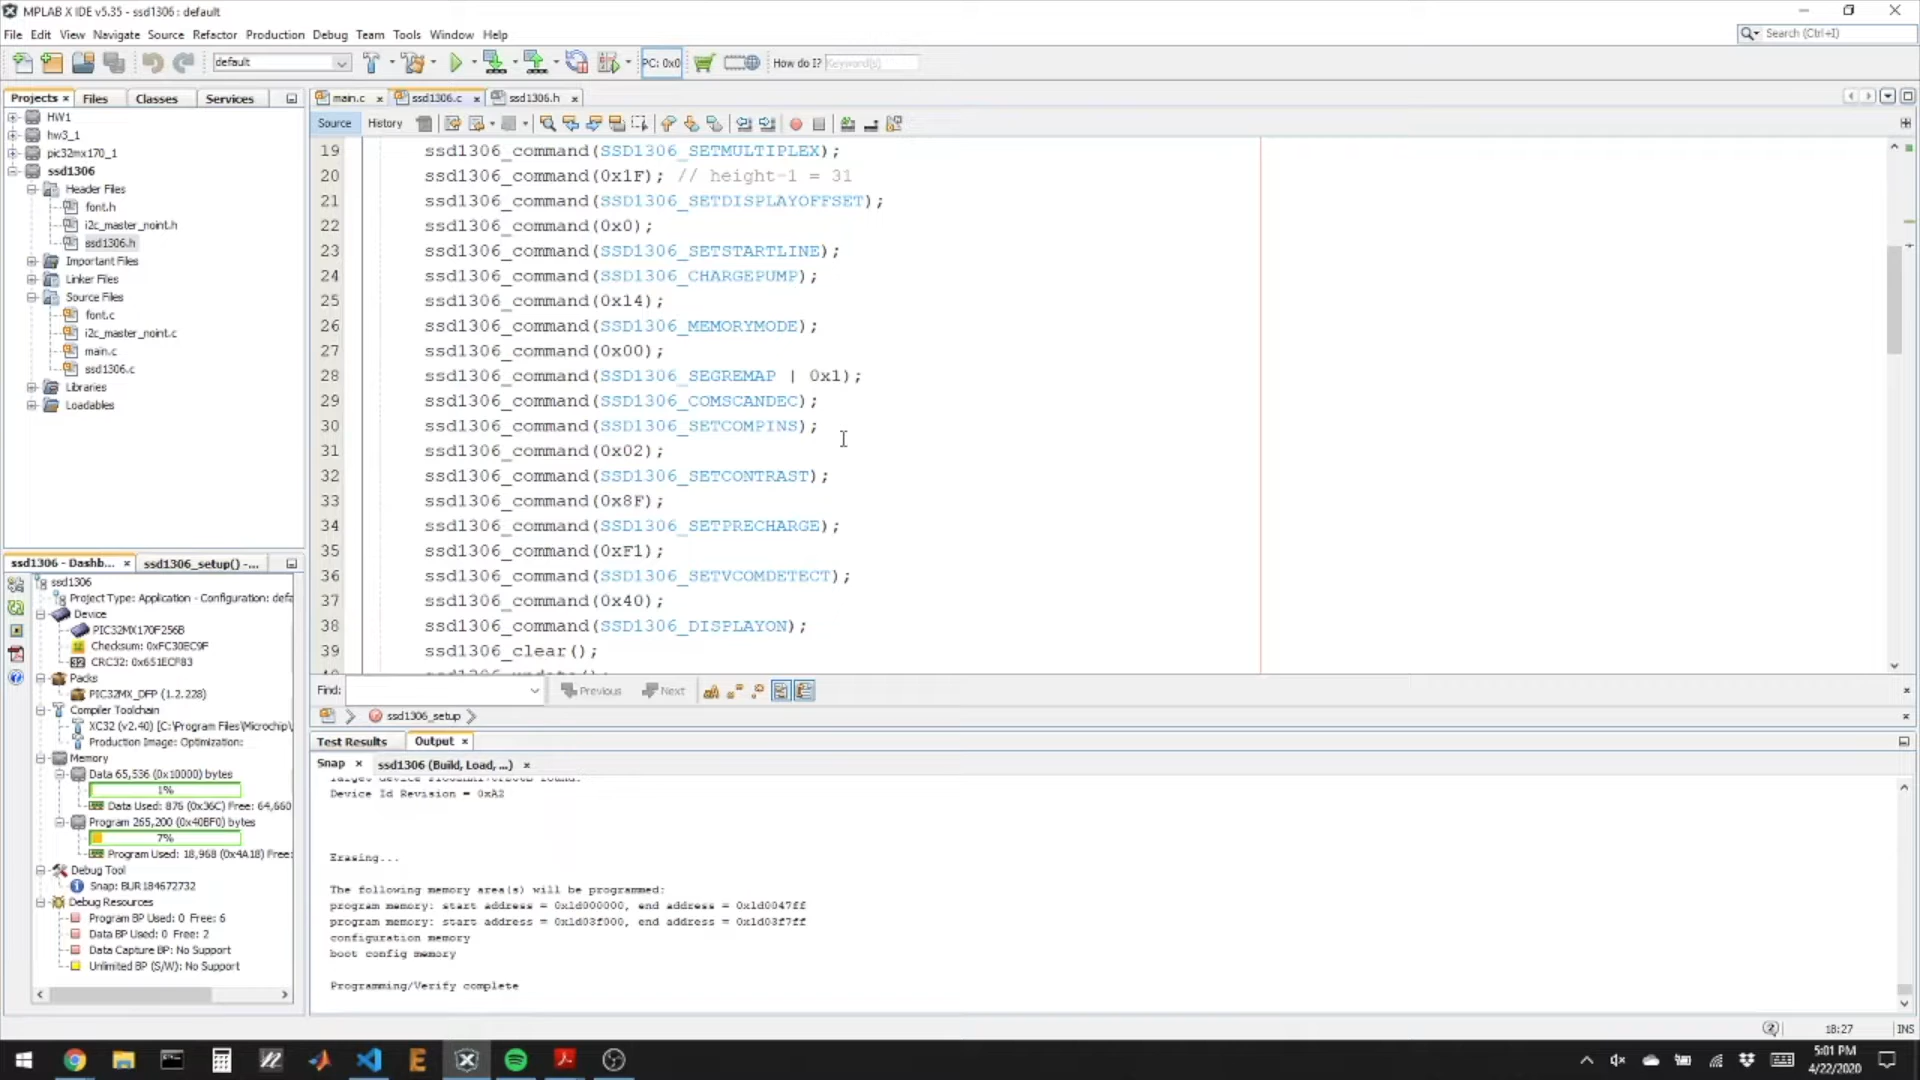 MPLAB X IDE v5.35 - ssd1306 : default
File Edit View Navigate Source Refactor Production Debug Team Tools Window Help
Search (Ctrl+I)
default
PC: 0x0
How do I? Keyword(s)
Projects Files Classes Services
main.c ssd1306.c ssd1306.h
Source History
HW1
hw3_1
pic32mx170_1
ssd1306
Header Files
font.h
i2c_master_noint.h
ssd1306.h
Important Files
Linker Files
Source Files
font.c
i2c_master_noint.c
main.c
ssd1306.c
Libraries
Loadables
19 ssd1306_command(SSD1306_SETMULTIPLEX);
20 ssd1306_command(0x1F); // height-1 = 31
21 ssd1306_command(SSD1306_SETDISPLAYOFFSET);
22 ssd1306_command(0x0);
23 ssd1306_command(SSD1306_SETSTARTLINE);
24 ssd1306_command(SSD1306_CHARGEPUMP);
25 ssd1306_command(0x14);
26 ssd1306_command(SSD1306_MEMORYMODE);
27 ssd1306_command(0x00);
28 ssd1306_command(SSD1306_SEGREMAP | 0x1);
29 ssd1306_command(SSD1306_COMSCANDEC);
30 ssd1306_command(SSD1306_SETCOMPINS);
31 ssd1306_command(0x02);
32 ssd1306_command(SSD1306_SETCONTRAST);
33 ssd1306_command(0x8F);
34 ssd1306_command(SSD1306_SETPRECHARGE);
35 ssd1306_command(0xF1);
36 ssd1306_command(SSD1306_SETVCOMDETECT);
37 ssd1306_command(0x40);
38 ssd1306_command(SSD1306_DISPLAYON);
39 ssd1306_clear();
Find: Previous Next
ssd1306_setup
ssd1306 - Dashb... ssd1306_setup() -...
ssd1306
Project Type: Application - Configuration: defa
Device
PIC32MX170F256B
Checksum: 0xFC30EC9F
CRC32: 0x651ECF83
Packs
PIC32MX_DFP (1.2.228)
Compiler Toolchain
XC32 (v2.40) [C:\Program Files\Microchip\
Production Image: Optimization:
Memory
Data 65,536 (0x10000) bytes
1%
Data Used: 876 (0x36C) Free: 64,660
Program 265,200 (0x40BF0) bytes
7%
Program Used: 18,968 (0x4A18) Free:
Debug Tool
Snap: BUR184672732
Debug Resources
Program BP Used: 0 Free: 6
Data BP Used: 0 Free: 2
Data Capture BP: No Support
Unlimited BP (S/W): No Support
Test Results Output
Snap ssd1306 (Build, Load, ...)
Device Id Revision = 0xA2
Erasing...
The following memory area(s) will be programmed:
program memory: start address = 0x1d000000, end address = 0x1d0047ff
program memory: start address = 0x1d03f000, end address = 0x1d03f7ff
configuration memory
boot config memory
Programming/Verify complete
18:27 INS
5:01 PM
4/22/2020